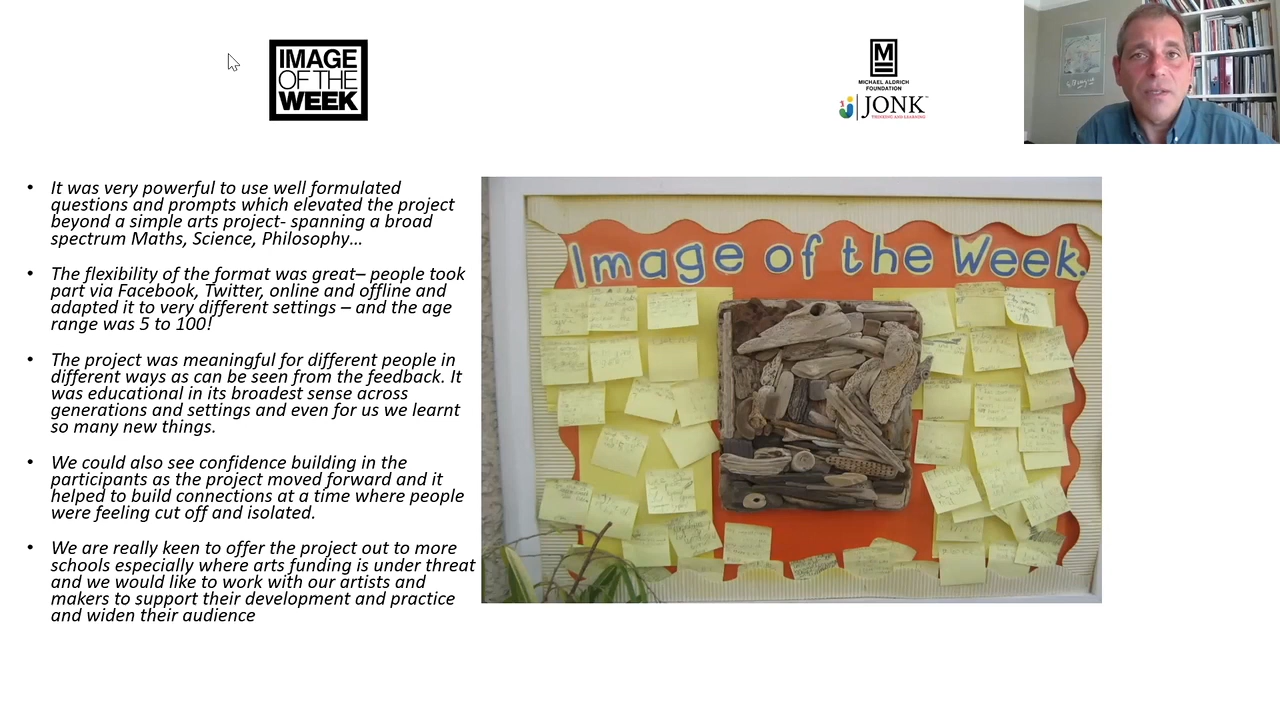 IMAGE
OF THE
WEEK
M
MICHAEL ALDRICH
FOUNDATION
JONK™
THINKING AND LEARNING
• It was very powerful to use well formulated
questions and prompts which elevated the project
beyond a simple arts project- spanning a broad
spectrum Maths, Science, Philosophy…
• The flexibility of the format was great– people took
part via Facebook, Twitter, online and offline and
adapted it to very different settings – and the age
range was 5 to 100!
• The project was meaningful for different people in
different ways as can be seen from the feedback. It
was educational in its broadest sense across
generations and settings and even for us we learnt
so many new things.
• We could also see confidence building in the
participants as the project moved forward and it
helped to build connections at a time where people
were feeling cut off and isolated.
• We are really keen to offer the project out to more
schools especially where arts funding is under threat
and we would like to work with our artists and
makers to support their development and practice
and widen their audience
Image of the Week.